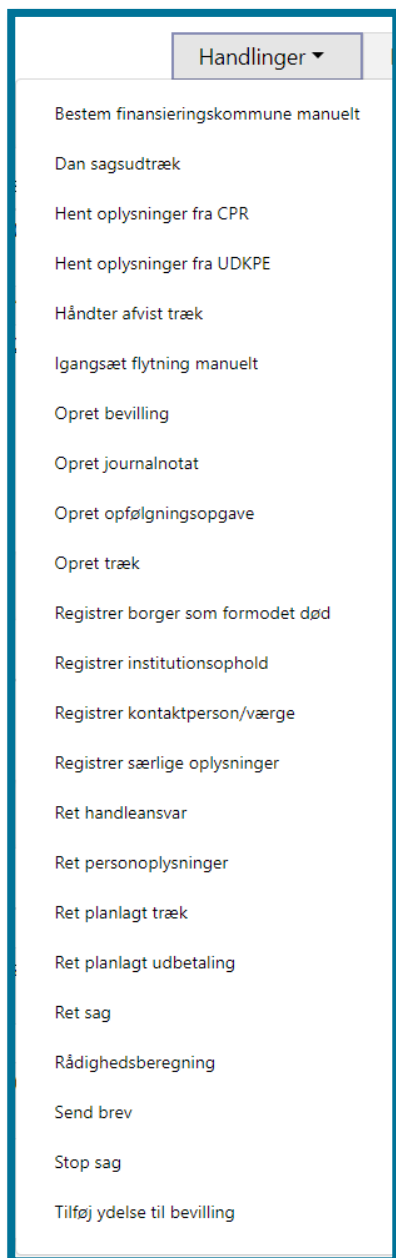 Handlinger
Bestem finansieringskommune manuelt
Dan sagsudtræk
Hent oplysninger fra CPR
Hent oplysninger fra UDKPE
Håndter afvist træk
Igangsæt flytning manuelt
Opret bevilling
Opret journalnotat
Opret opfølgningsopgave
Opret træk
Registrer borger som formodet død
Registrer institutionsophold
Registrer kontaktperson/værge
Registrer særlige oplysninger
Ret handleansvar
Ret personoplysninger
Ret planlagt træk
Ret planlagt udbetaling
Ret sag
Rådighedsberegning
Send brev
Stop sag
Tilføj ydelse til bevilling